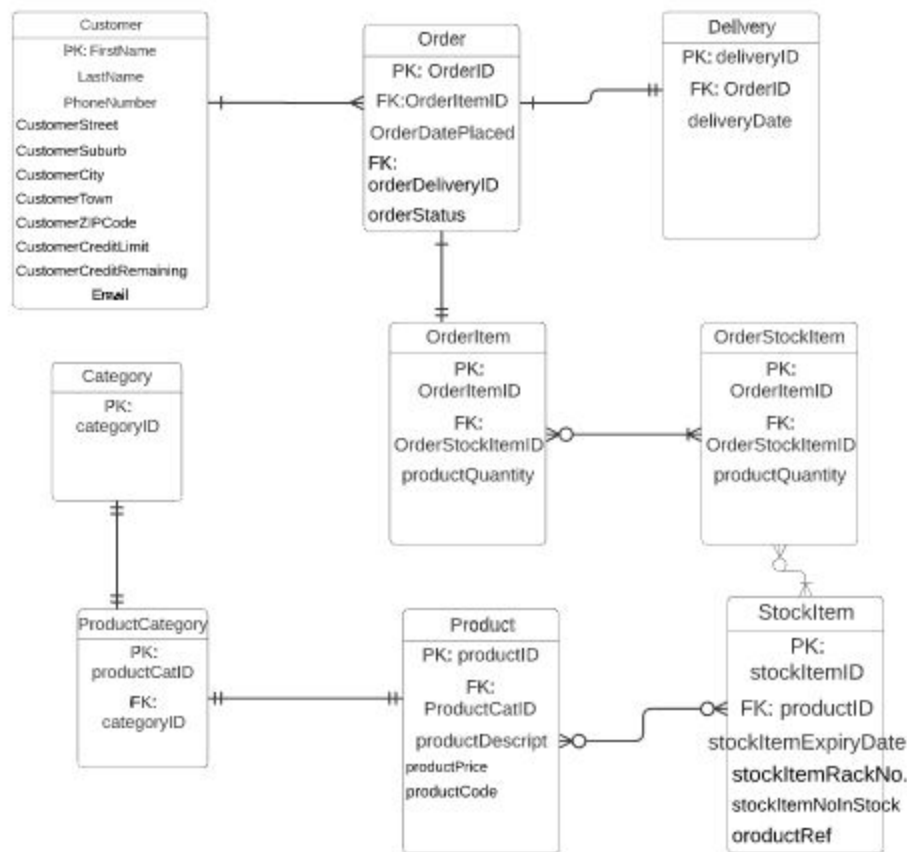 Customer
PK: FirstName
LastName
PhoneNumber
CustomerStreet
CustomerSuburb
CustomerCity
CustomerTown
CustomerZIPCode
CustomerCreditLimit
CustomerCreditRemaining
Email
Order
PK: OrderID
FK:OrderItemID
OrderDatePlaced
FK:
orderDeliveryID
orderStatus
Delivery
PK: deliveryID
FK: OrderID
deliveryDate
Category
PK:
categoryID
OrderItem
PK:
OrderItemID
FK:
OrderStockItemID
productQuantity
OrderStockItem
PK:
OrderItemID
FK:
OrderStockItemID
productQuantity
ProductCategory
PK:
productCatID
FK:
categoryID
Product
PK: productID
FK:
ProductCatID
productDescript
productPrice
productCode
StockItem
PK:
stockItemID
FK: productID
stockItemExpiryDate
stockItemRackNo.
stockItemNoInStock
oroductRef